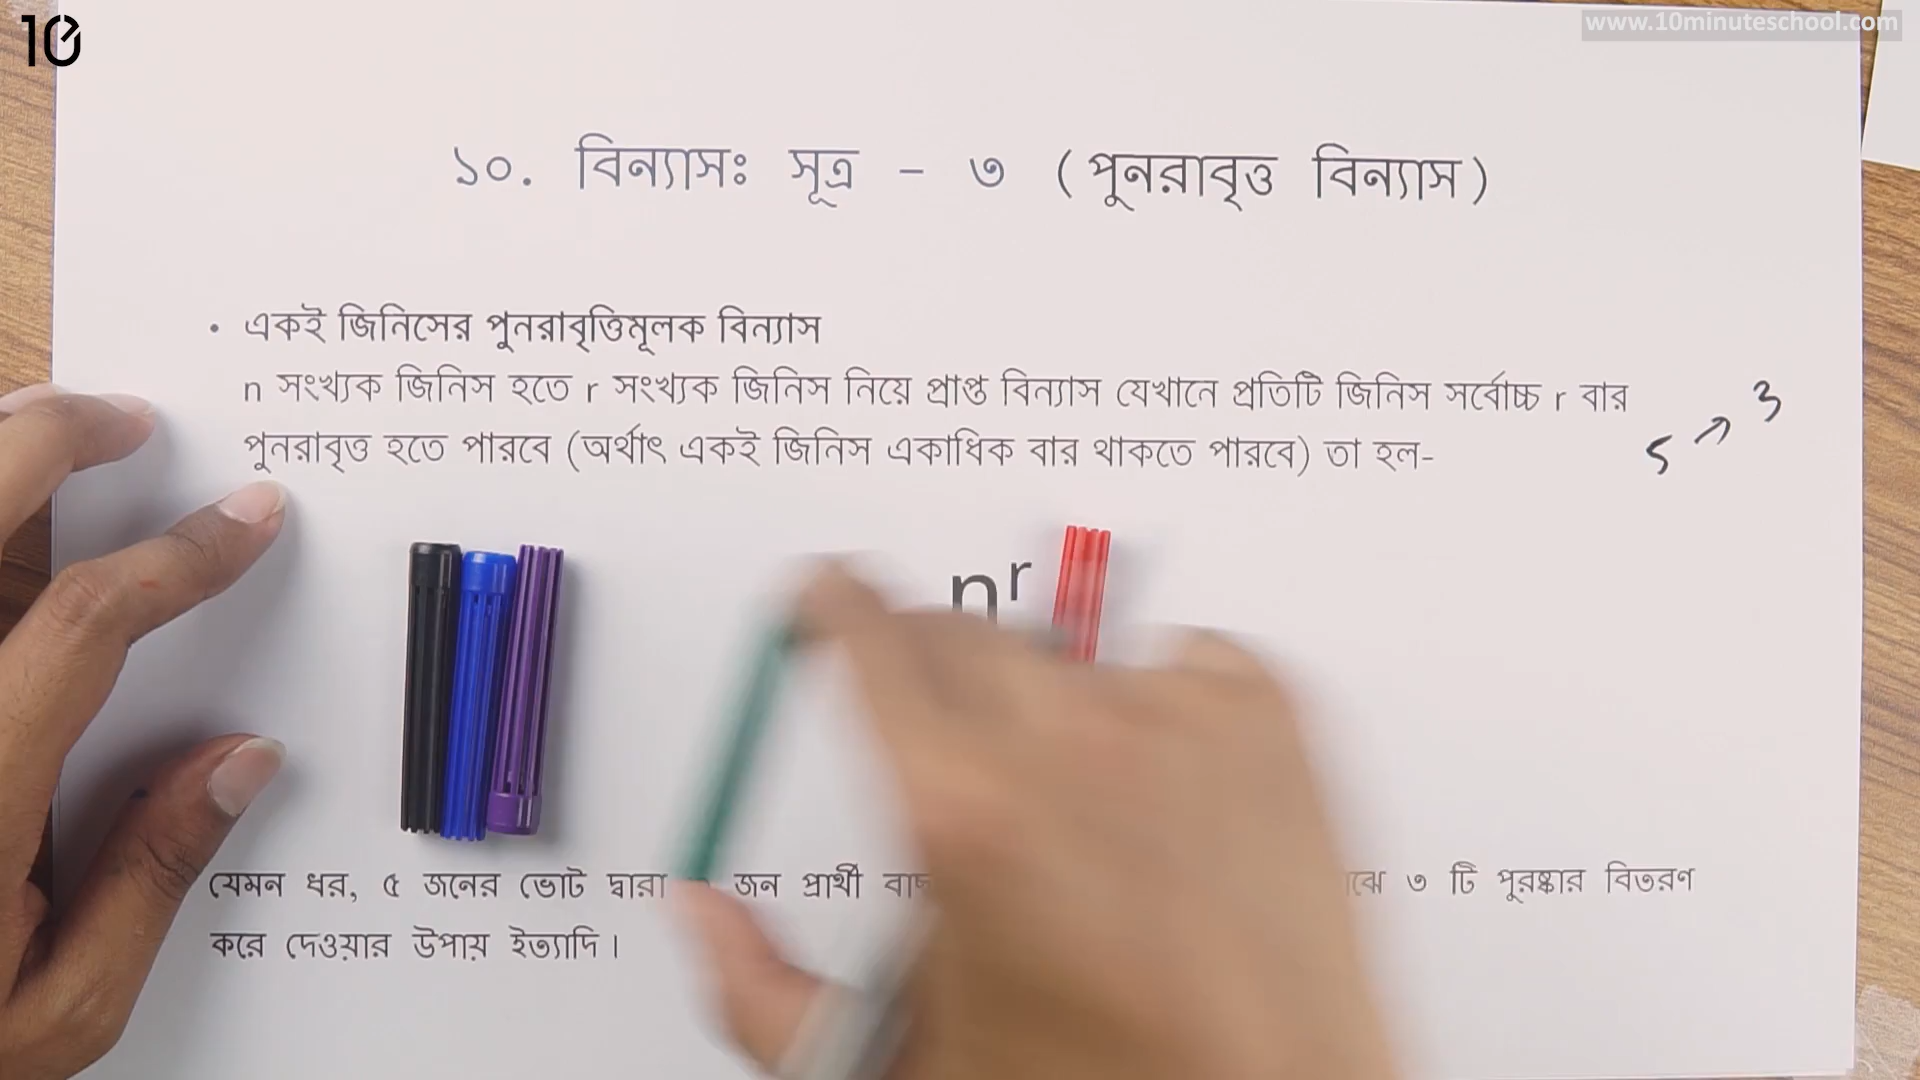 10
www.10minuteschool.com
১০. বিন্যাসঃ সূত্র - ৩ (পুনরাবৃত্ত বিন্যাস)
• একই জিনিসের পুনরাবৃত্তিমূলক বিন্যাস
n সংখ্যক জিনিস হতে r সংখ্যক জিনিস নিয়ে প্রাপ্ত বিন্যাস যেখানে প্রতিটি জিনিস সর্বোচ্চ r বার
পুনরাবৃত্ত হতে পারবে (অর্থাৎ একই জিনিস একাধিক বার থাকতে পারবে) তা হল-
5 → 3
nʳ
যেমন ধর, ৫ জনের ভোট দ্বারা জন প্রার্থী ৩ টি পুরষ্কার বিতরণ
করে দেওয়ার উপায় ইত্যাদি।